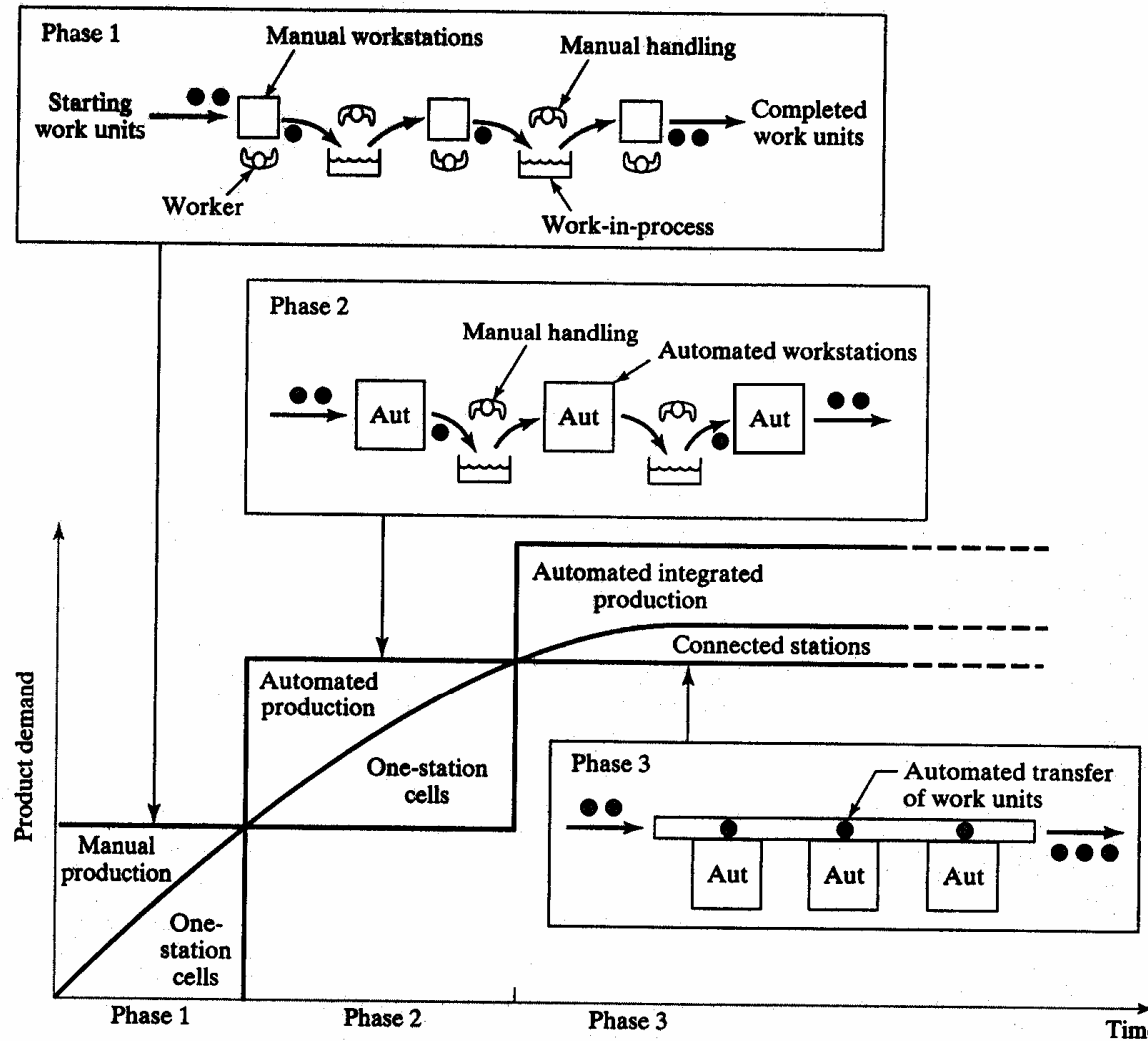 Phase 1
Manual workstations
Manual handling
Starting
work units
Completed
work units
Worker
Work-in-process
Phase 2
Manual handling
Automated workstations
Aut
Aut
Aut
Automated integrated
production
Connected stations
Automated
production
One-station
cells
Manual
production
One-
station
cells
Product demand
Phase 3
Automated transfer
of work units
Aut
Aut
Aut
Phase 1
Phase 2
Phase 3
Time